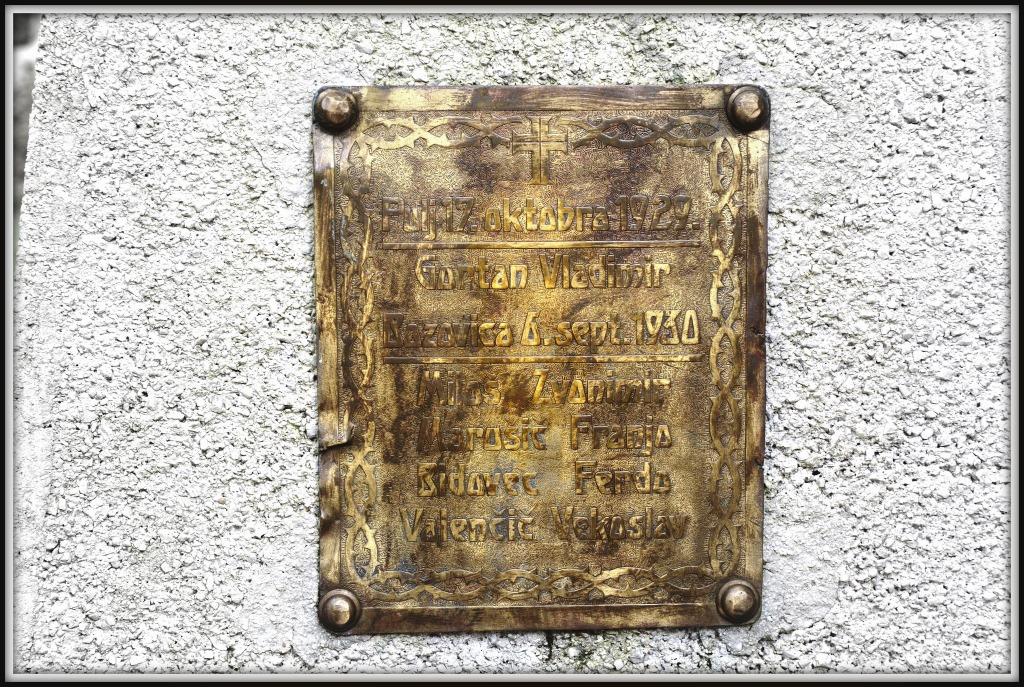 Pulj 17. oktobra 1929.
Gortan Vladimir
Bazovica 6. sept. 1930
Miloš Zvonimir
Marošič Franjo
Bidovec Ferdo
Valenčič Vekoslav